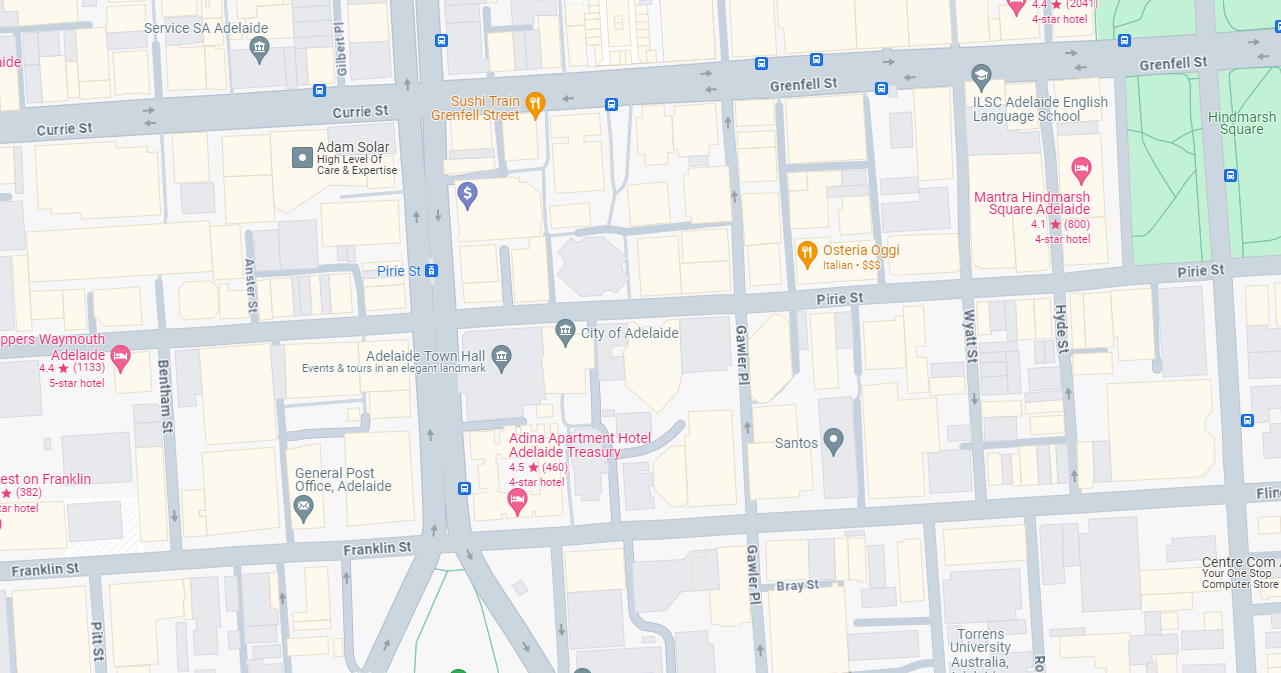 4.4 ★ (2041)
4-star hotel
Service SA Adelaide
Gilbert Pl
aide
Grenfell St
Grenfell St
Currie St
Currie St
Sushi Train
Grenfell Street
ILSC Adelaide English
Language School
Hindmarsh
Square
Adam Solar
High Level Of
Care & Expertise
$
Mantra Hindmarsh
Square Adelaide
4.1 ★ (800)
4-star hotel
Osteria Oggi
Italian • $$$
Pirie St
Anster St
Pirie St
Pirie St
ppers Waymouth
Adelaide
4.4 ★ (1133)
5-star hotel
City of Adelaide
Adelaide Town Hall
Events & tours in an elegant landmark
Gawler Pl
Wyatt St
Hyde St
Bentham St
Adina Apartment Hotel
Adelaide Treasury
4.5 ★ (460)
4-star hotel
Santos
General Post
Office, Adelaide
est on Franklin
★ (382)
tar hotel
Flin
Franklin St
Franklin St
Gawler Pl
Bray St
Centre Com A
Your One Stop
Computer Store
Pitt St
Torrens
University
Australia,
Ro